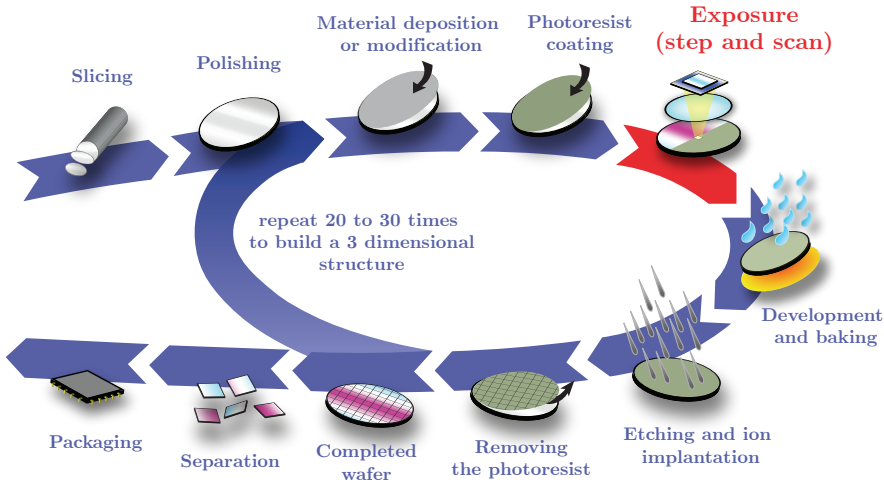 Slicing
Polishing
Material deposition
or modification
Photoresist
coating
Exposure
(step and scan)
repeat 20 to 30 times
to build a 3 dimensional
structure
Development
and baking
Etching and ion
implantation
Removing
the photoresist
Completed
wafer
Separation
Packaging